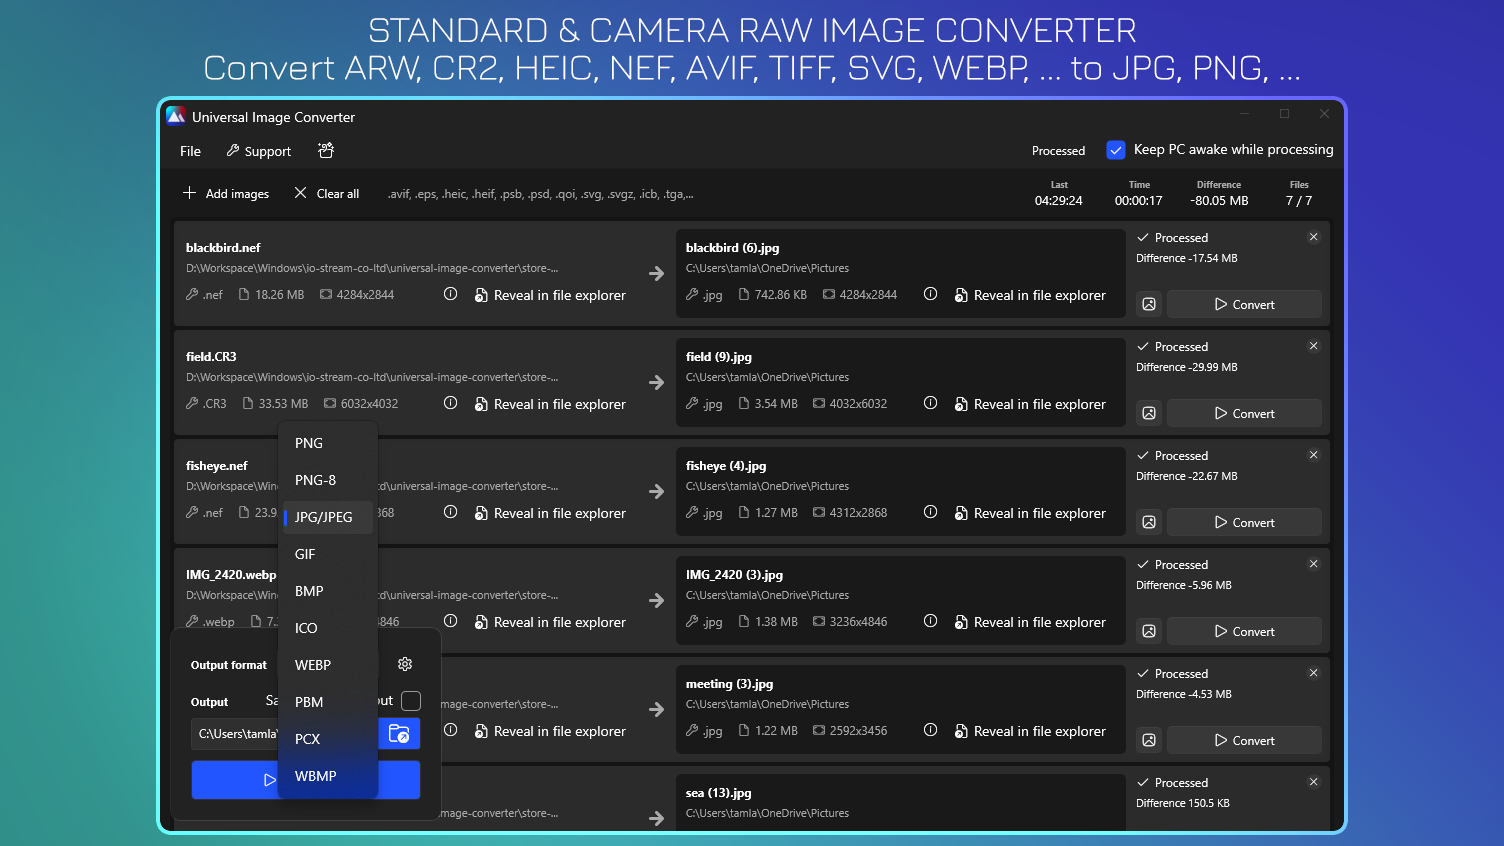 STANDARD & CAMERA RAW IMAGE CONVERTER
Convert ARW, CR2, HEIC, NEF, AVIF, TIFF, SVG, WEBP, ... to JPG, PNG, ...
Universal Image Converter
File Support Processed Keep PC awake while processing
Add images Clear all .avif, .eps, .heic, .heif, .psb, .psd, .qoi, .svg, .svgz, .icb, .tga,...
Last Time Difference Files
04:29:24 00:00:17 -80.05 MB 7 / 7
blackbird.nef
D:\Workspace\Windows\io-stream-co-ltd\universal-image-converter\store-...
.nef 18.26 MB 4284x2844 Reveal in file explorer
blackbird (6).jpg
C:\Users\tamla\OneDrive\Pictures
.jpg 742.86 KB 4284x2844 Reveal in file explorer
Processed
Difference -17.54 MB
Convert
field.CR3
D:\Workspace\Windows\io-stream-co-ltd\universal-image-converter\store-...
.CR3 33.53 MB 6032x4032 Reveal in file explorer
field (9).jpg
C:\Users\tamla\OneDrive\Pictures
.jpg 3.54 MB 4032x6032 Reveal in file explorer
Processed
Difference -29.99 MB
Convert
fisheye.nef
D:\Workspace\Win
d\universal-image-converter\store-...
.nef 23.9
868 Reveal in file explorer
fisheye (4).jpg
C:\Users\tamla\OneDrive\Pictures
.jpg 1.27 MB 4312x2868 Reveal in file explorer
Processed
Difference -22.67 MB
Convert
IMG_2420.webp
D:\Workspace\Win
d\universal-image-converter\store-...
.webp 7.
4846 Reveal in file explorer
IMG_2420 (3).jpg
C:\Users\tamla\OneDrive\Pictures
.jpg 1.38 MB 3236x4846 Reveal in file explorer
Processed
Difference -5.96 MB
Convert
mage-converter\store-...
Reveal in file explorer
meeting (3).jpg
C:\Users\tamla\OneDrive\Pictures
.jpg 1.22 MB 2592x3456 Reveal in file explorer
Processed
Difference -4.53 MB
Convert
mage-converter\store-...
sea (13).jpg
C:\Users\tamla\OneDrive\Pictures
Processed
Difference 150.5 KB
PNG
PNG-8
JPG/JPEG
GIF
BMP
ICO
WEBP
PBM
PCX
WBMP
Output format
Output Sa out
C:\Users\tamla\